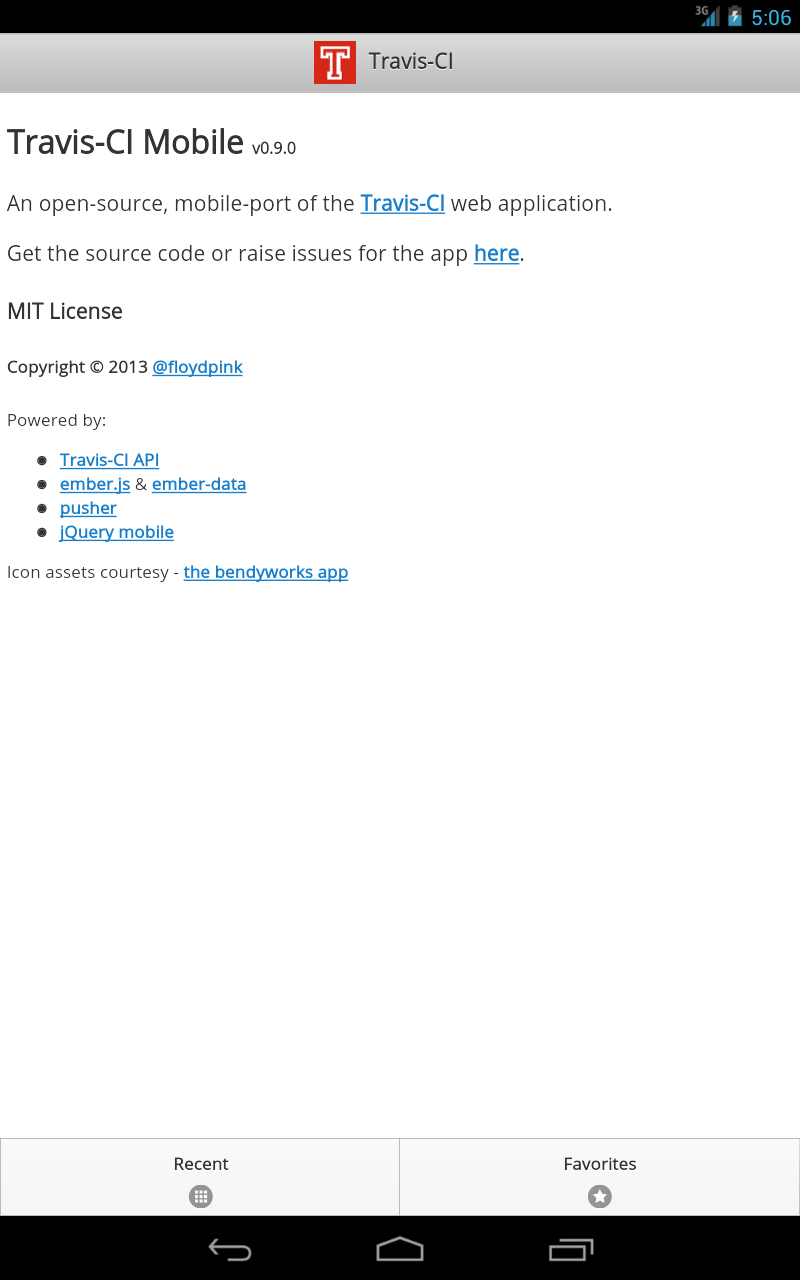 3G 5:06
Travis-CI
Travis-CI Mobile v0.9.0
An open-source, mobile-port of the Travis-CI web application.
Get the source code or raise issues for the app here.
MIT License
Copyright © 2013 @floydpink
Powered by:
Travis-CI API
ember.js & ember-data
pusher
jQuery mobile
Icon assets courtesy - the bendyworks app
Recent
Favorites